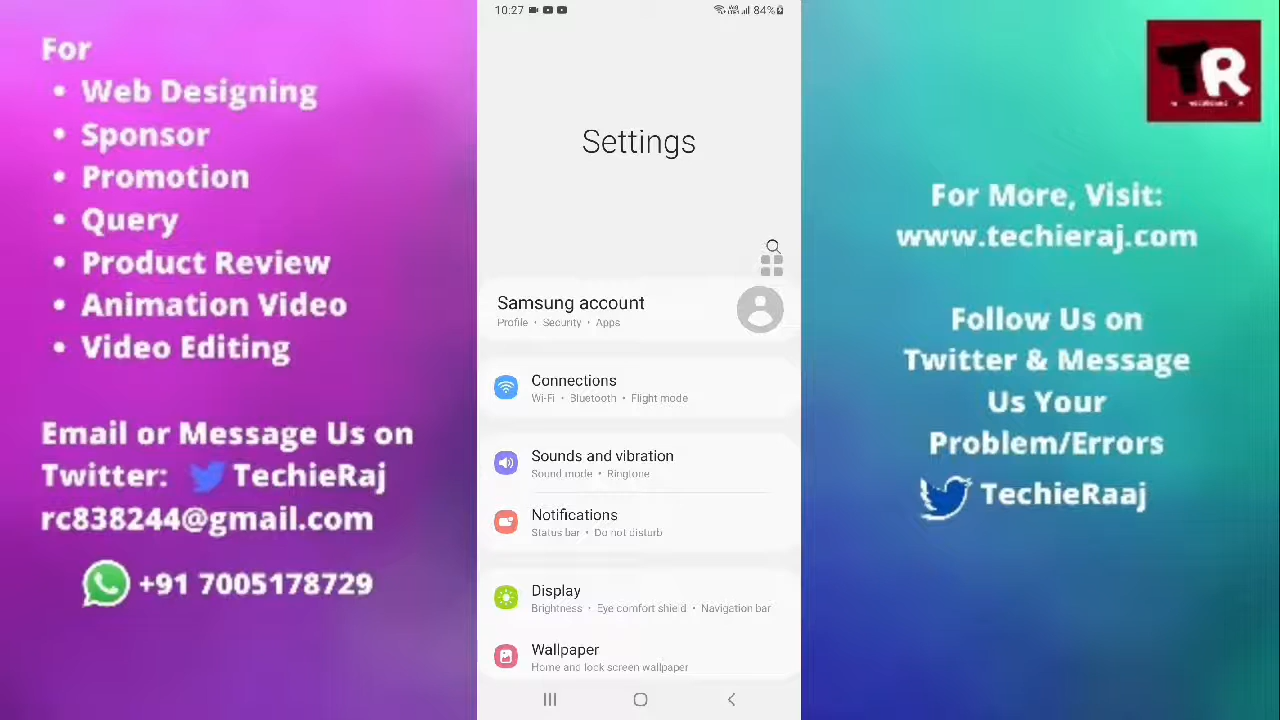 For
• Web Designing
• Sponsor
• Promotion
• Query
• Product Review
• Animation Video
• Video Editing
Email or Message Us on
Twitter: TechieRaj
rc838244@gmail.com
+91 7005178729
10:27
84%
Settings
Samsung account
Profile • Security • Apps
Connections
Wi-Fi • Bluetooth • Flight mode
Sounds and vibration
Sound mode • Ringtone
Notifications
Status bar • Do not disturb
Display
Brightness • Eye comfort shield • Navigation bar
Wallpaper
Home and lock screen wallpaper
TR
For More, Visit:
www.techieraj.com
Follow Us on
Twitter & Message
Us Your
Problem/Errors
TechieRaaj